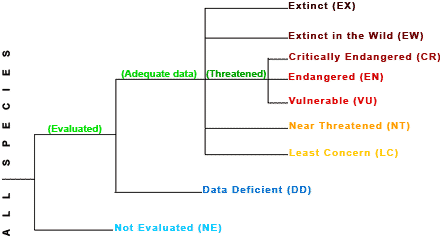 Extinct (EX)
Extinct in the Wild (EW)
Critically Endangered (CR)
(Adequate data) (Threatened) Endangered (EN)
Vulnerable (VU)
(Evaluated) Near Threatened (NT)
Least Concern (LC)
Data Deficient (DD)
Not Evaluated (NE)
ALL SPECIES